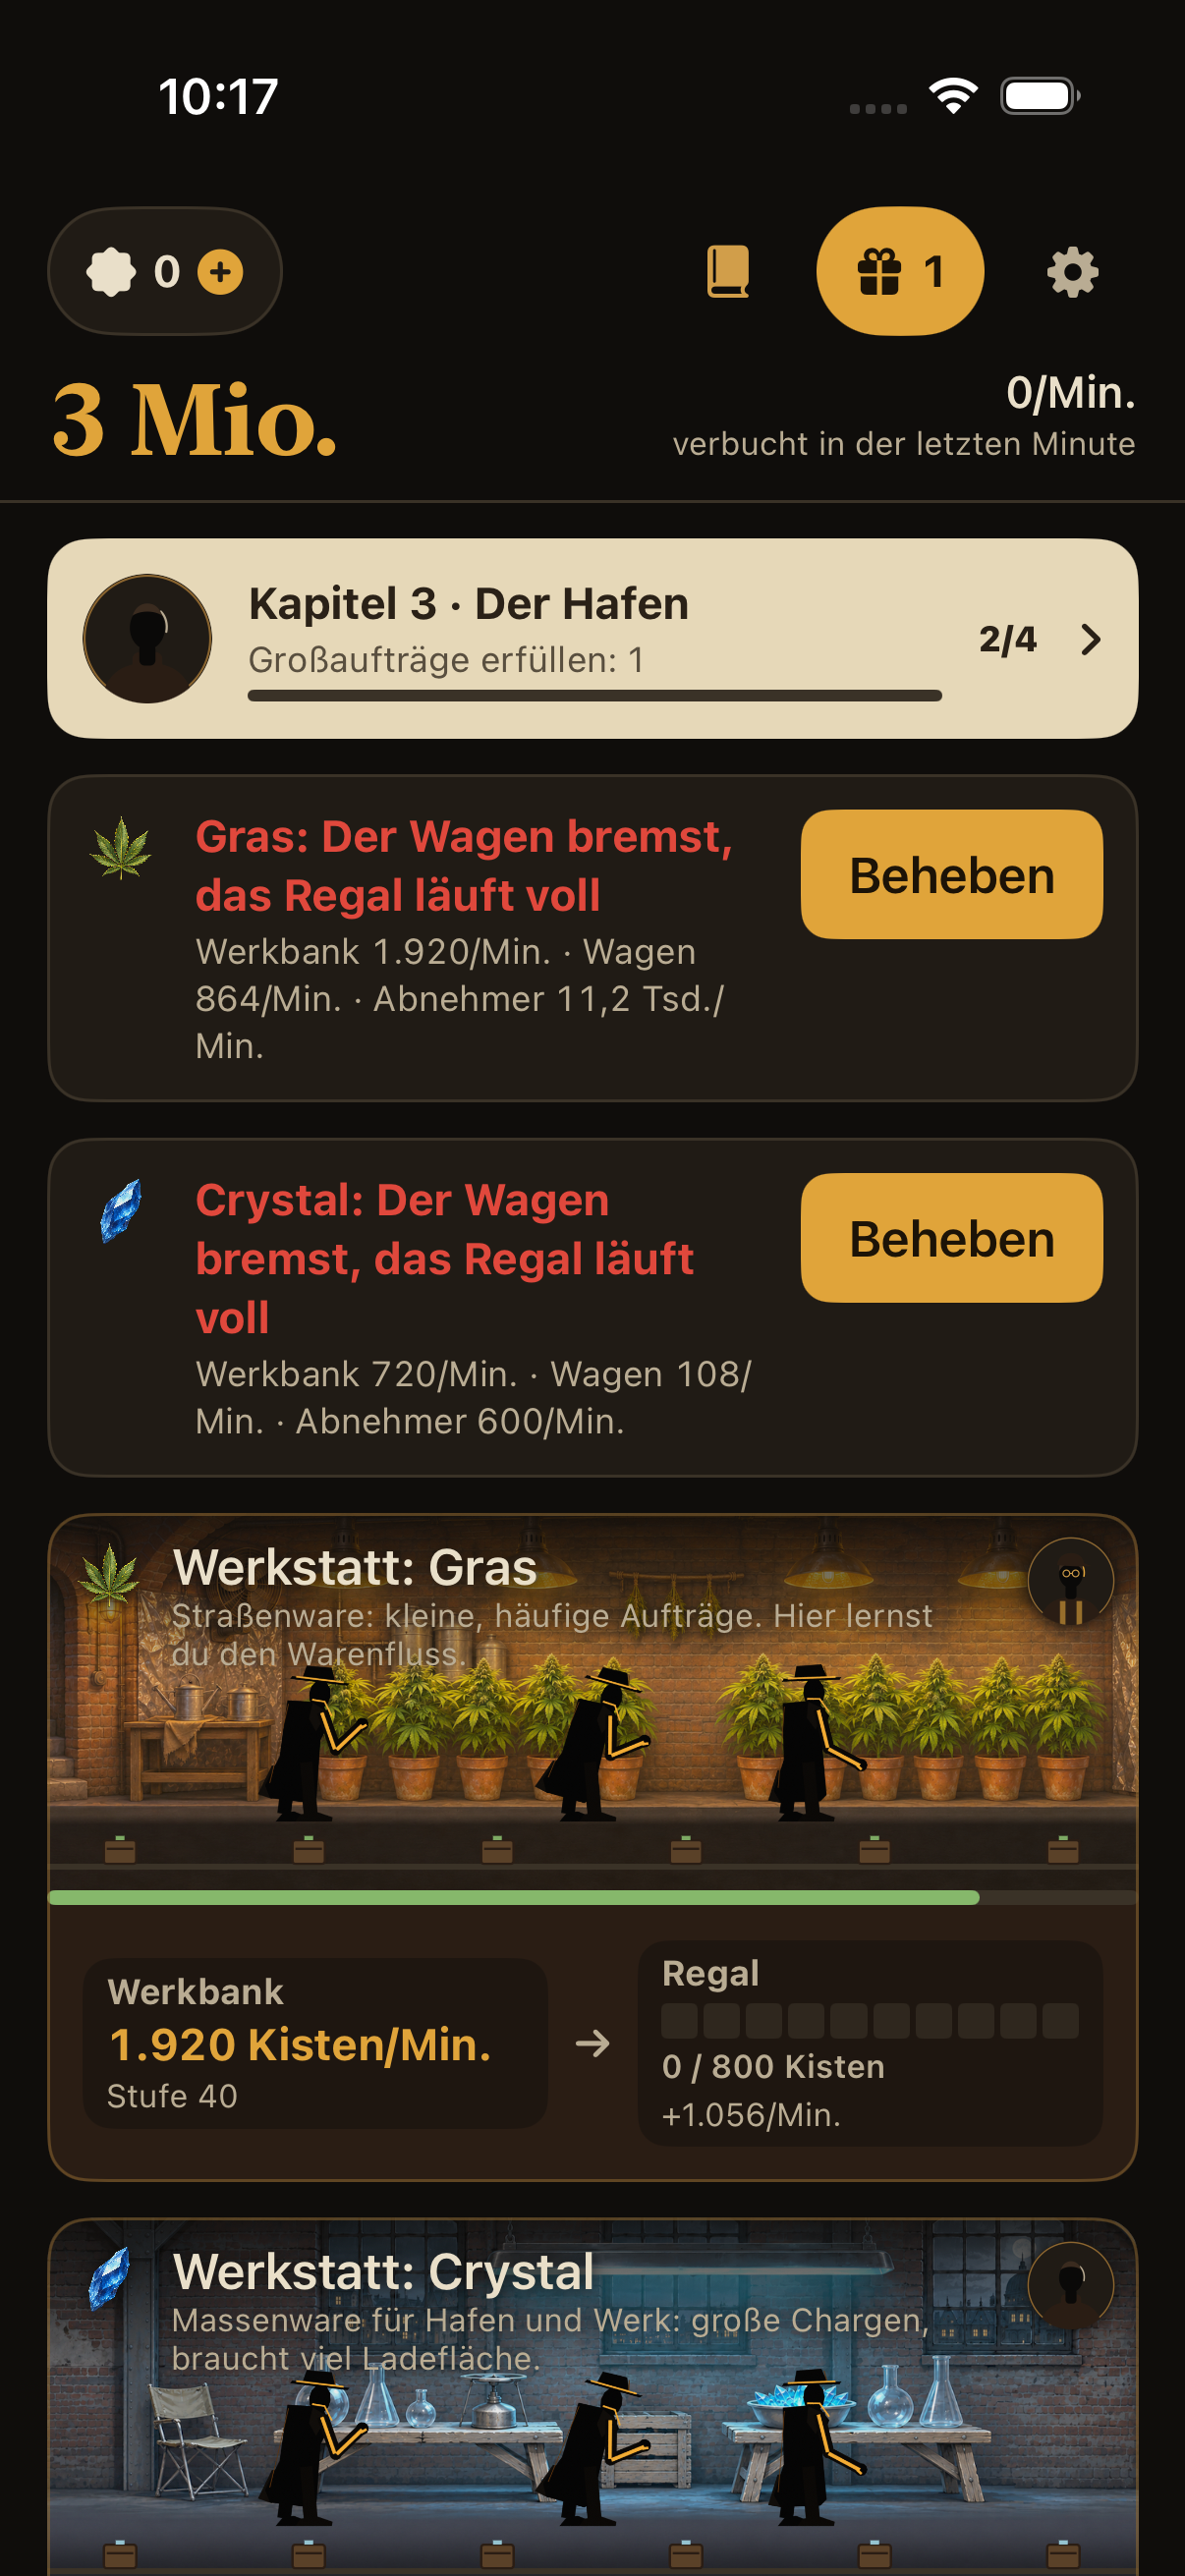 10:17
0
1
3 Mio.
0/Min.
verbucht in der letzten Minute
Kapitel 3 · Der Hafen
Großaufträge erfüllen: 1
2/4
Gras: Der Wagen bremst,
das Regal läuft voll
Werkbank 1.920/Min. · Wagen
864/Min. · Abnehmer 11,2 Tsd./
Min.
Beheben
Crystal: Der Wagen
bremst, das Regal läuft
voll
Werkbank 720/Min. · Wagen 108/
Min. · Abnehmer 600/Min.
Beheben
Werkstatt: Gras
Straßenware: kleine, häufige Aufträge. Hier lernst
du den Warenfluss.
Werkbank
1.920 Kisten/Min.
Stufe 40
Regal
0 / 800 Kisten
+1.056/Min.
Werkstatt: Crystal
Massenware für Hafen und Werk: große Chargen,
braucht viel Ladefläche.